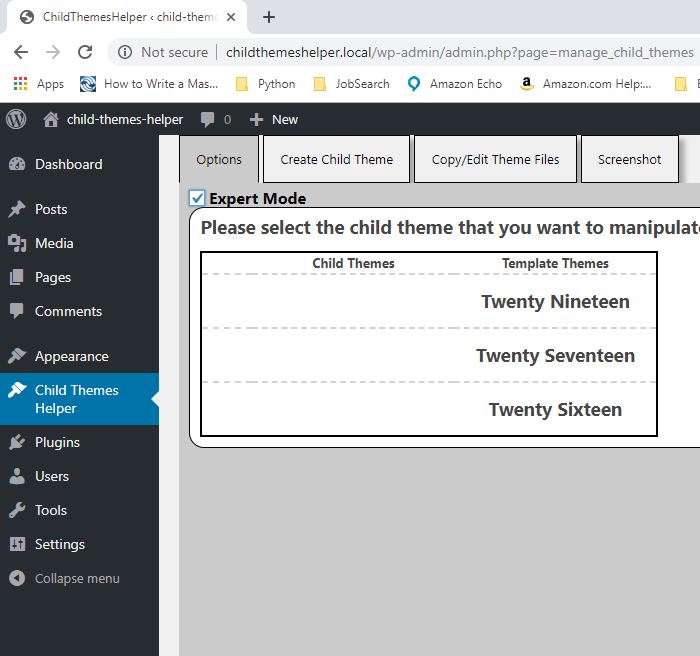 ChildThemesHelper ‹ child-theme
Not secure childthemeshelper.local/wp-admin/admin.php?page=manage_child_themes
Apps How to Write a Mas... Python JobSearch Amazon Echo Amazon.com Help:...
child-themes-helper 0 New
Dashboard
Posts
Media
Pages
Comments
Appearance
Child Themes
Helper
Plugins
Users
Tools
Settings
Collapse menu
Options Create Child Theme Copy/Edit Theme Files Screenshot
Expert Mode
Please select the child theme that you want to manipulat
Child Themes Template Themes
Twenty Nineteen
Twenty Seventeen
Twenty Sixteen